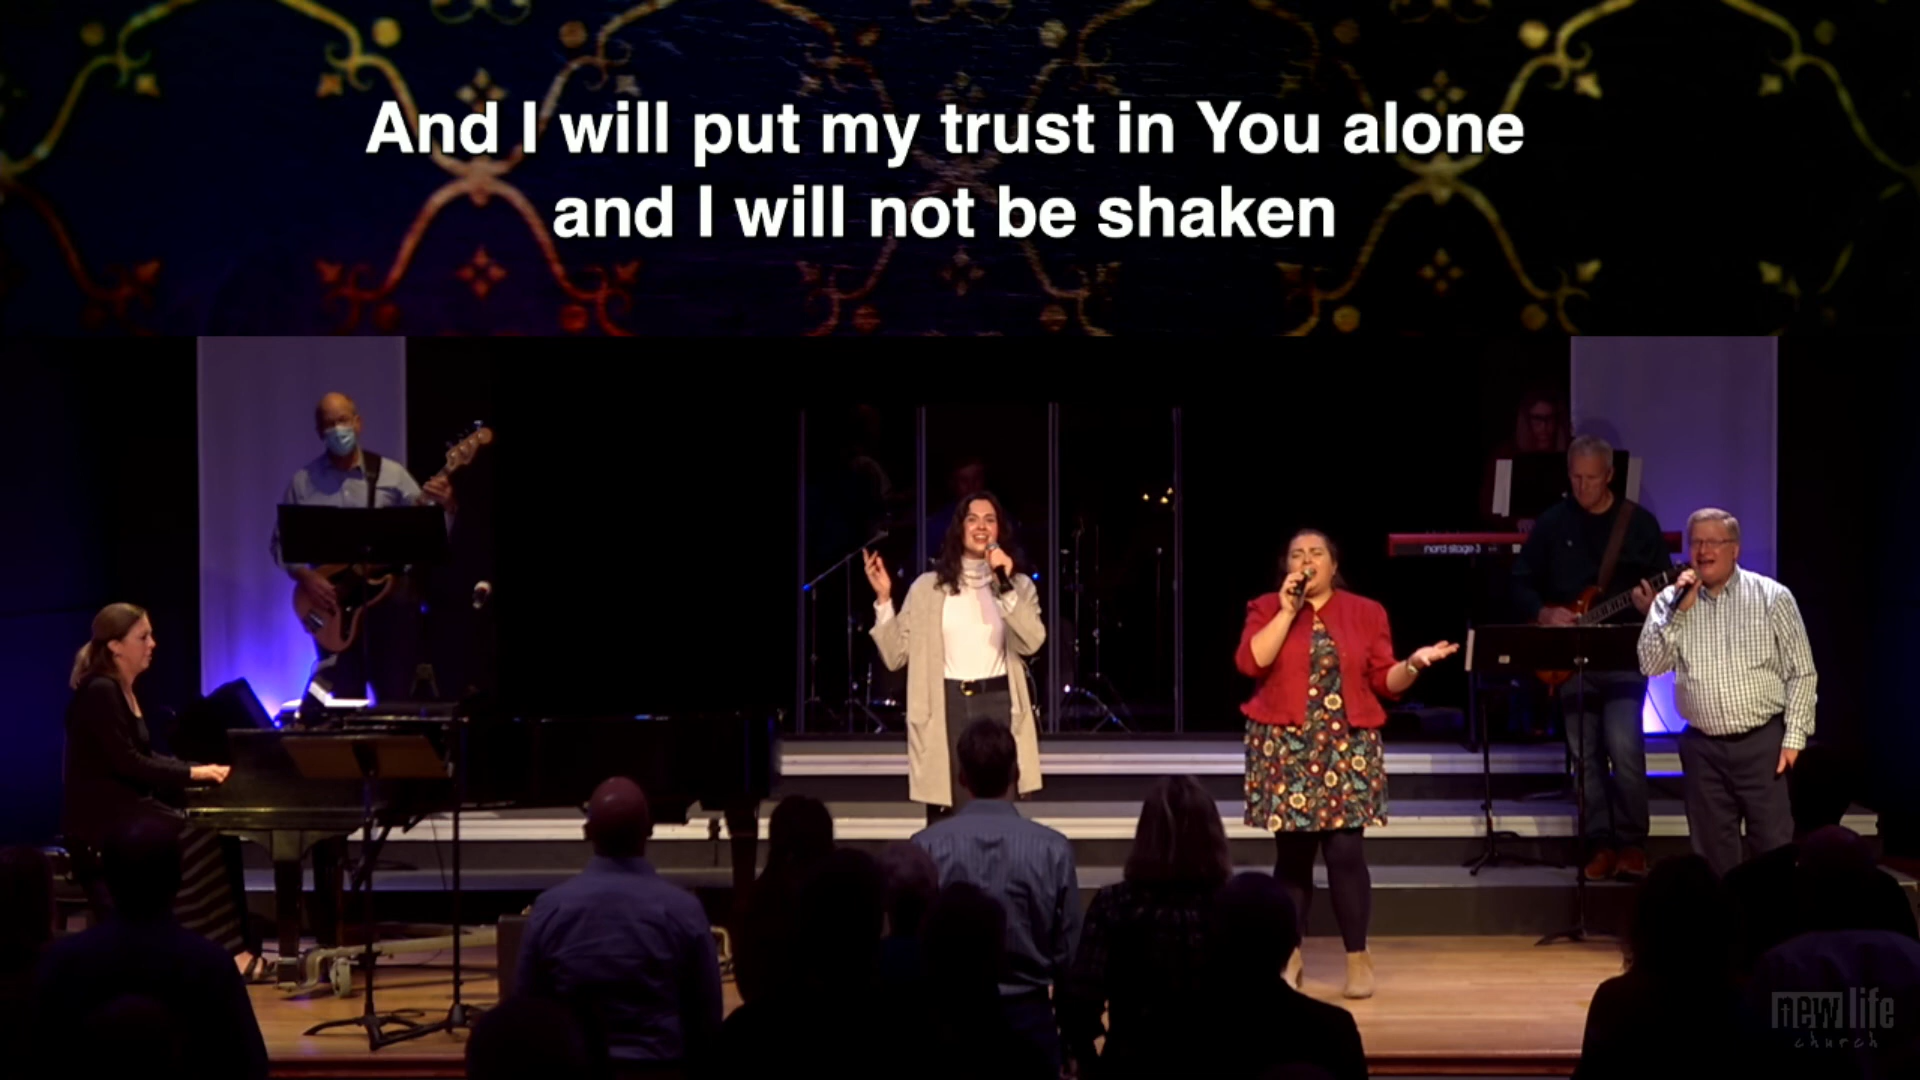 And I will put my trust in You alone
and I will not be shaken
nord stage 3
new life
church